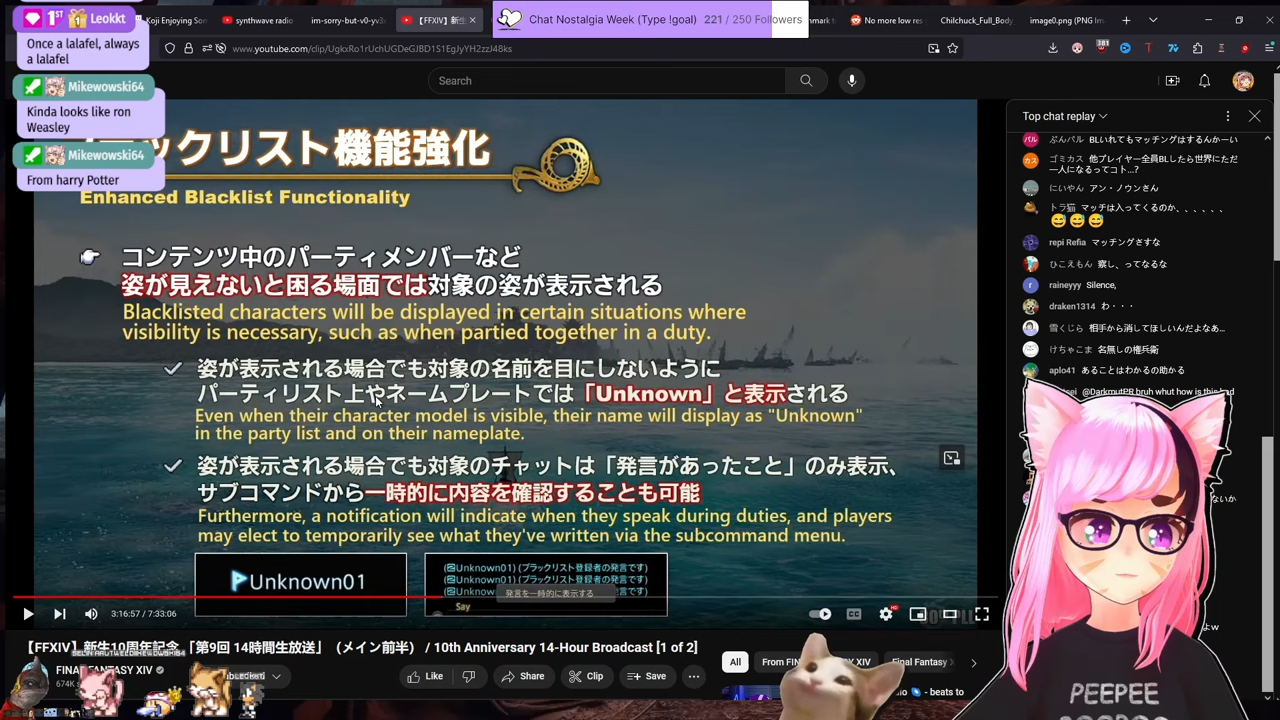 Koji Enjoying Son
synthwave radio
im-sorry-but-v0-yv3
【FFXIV】新生
Chat Nostalgia Week (Type !goal) 221 / 250 Followers
No more low res
Chilchuck_Full_Body
image0.png (PNG Im
1ST 1 Leokkt
Once a lalafel, always
a lalafel
Mikewowski64
Kinda looks like ron
Weasley
Mikewowski64
From harry Potter
www.youtube.com/clip/UgkxRo1rUchUGDeGJBD1S1EgJyYH2zzJ48ks
381
Search
ックリスト機能強化
Enhanced Blacklist Functionality
コンテンツ中のパーティメンバーなど
姿が見えないと困る場面では対象の姿が表示される
Blacklisted characters will be displayed in certain situations where
visibility is necessary, such as when partied together in a duty.
姿が表示される場合でも対象の名前を目にしないように
パーティリスト上やネームプレートでは「Unknown」と表示される
Even when their character model is visible, their name will display as "Unknown"
in the party list and on their nameplate.
姿が表示される場合でも対象のチャットは「発言があったこと」のみ表示、
サブコマンドから一時的に内容を確認することも可能
Furthermore, a notification will indicate when they speak during duties, and players
may elect to temporarily see what they've written via the subcommand menu.
Unknown01
Unknown01) (ブラックリスト登録者の発言です)
Unknown01) (ブラックリスト登録者の発言です)
発言を一時的に表示する
Say
3:16:57 / 7:33:06
【FFXIV】新生10周年記念 「第9回 14時間生放送」 （メイン前半） / 10th Anniversary 14-Hour Broadcast [1 of 2]
FINAL FANTASY XIV
674K
Like
Share
Clip
Save
All
From FIN
XIV
Final Fantasy
- beats to
Top chat replay
ぶんパル BLいれてもマッチングはするんかーい
ゴミカス 他プレイヤー全員BLしたら世界にただ
一人になるってコト...?
にいやん アン・ノウンさん
トラ猫 マッチは入ってくるのか、、、、、、
repi Refia マッチングさすな
ひこえもん 察し、ってなるな
raineyyy Silence,
draken1314 わ・・・
雪くじら 相手から消してほしいんだよなあ...
けちゃこま 名無しの権兵衛
aplo41 あることはわかるの助かる
@DarkmutPR bruh whut how is this bad
ないか
PEEPEE